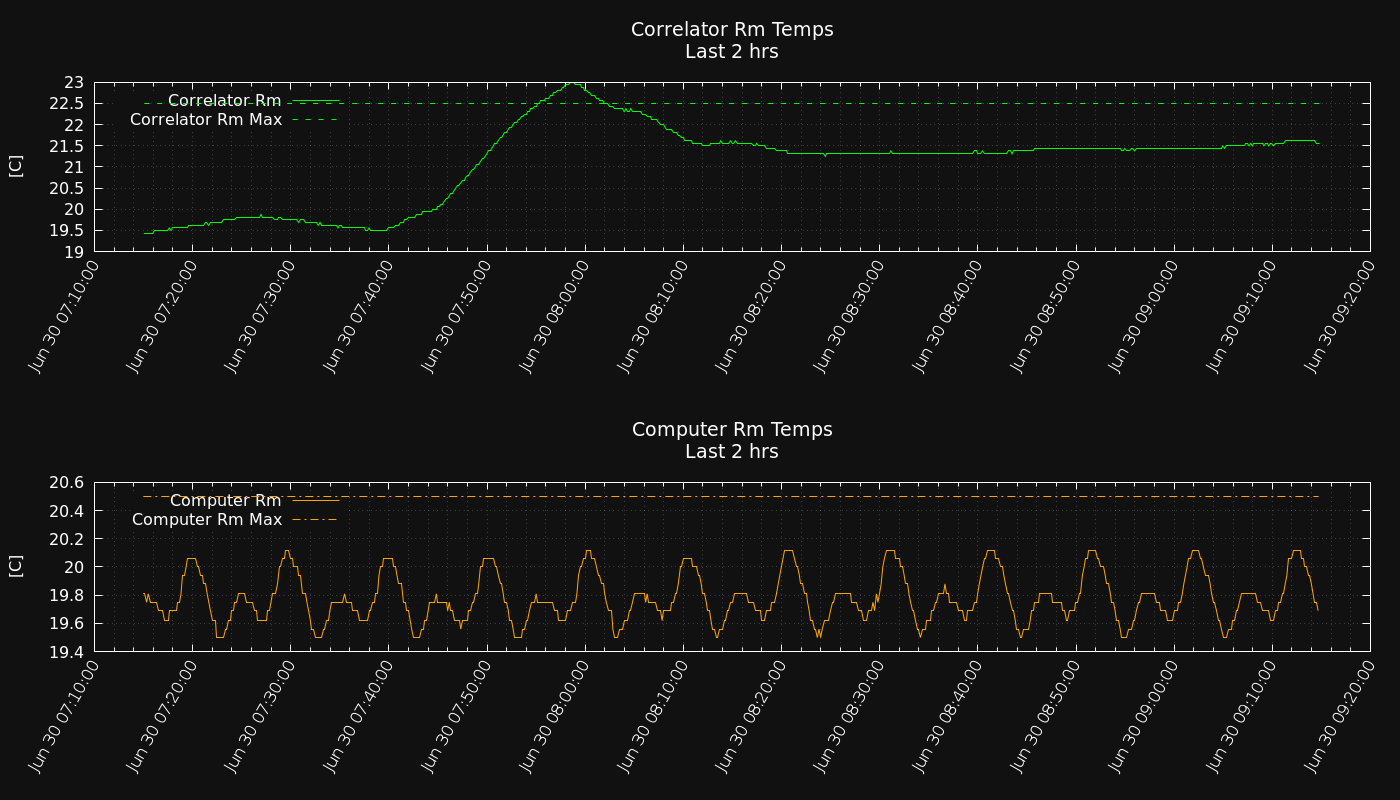 Correlator Rm Temps
Last 2 hrs
23
22.5
22
21.5
21
20.5
20
19.5
19
[C]
Correlator Rm
Correlator Rm Max
Jun 30 07:10:00
Jun 30 07:20:00
Jun 30 07:30:00
Jun 30 07:40:00
Jun 30 07:50:00
Jun 30 08:00:00
Jun 30 08:10:00
Jun 30 08:20:00
Jun 30 08:30:00
Jun 30 08:40:00
Jun 30 08:50:00
Jun 30 09:00:00
Jun 30 09:10:00
Jun 30 09:20:00
Computer Rm Temps
Last 2 hrs
20.6
20.4
20.2
20
19.8
19.6
19.4
[C]
Computer Rm
Computer Rm Max
Jun 30 07:10:00
Jun 30 07:20:00
Jun 30 07:30:00
Jun 30 07:40:00
Jun 30 07:50:00
Jun 30 08:00:00
Jun 30 08:10:00
Jun 30 08:20:00
Jun 30 08:30:00
Jun 30 08:40:00
Jun 30 08:50:00
Jun 30 09:00:00
Jun 30 09:10:00
Jun 30 09:20:00